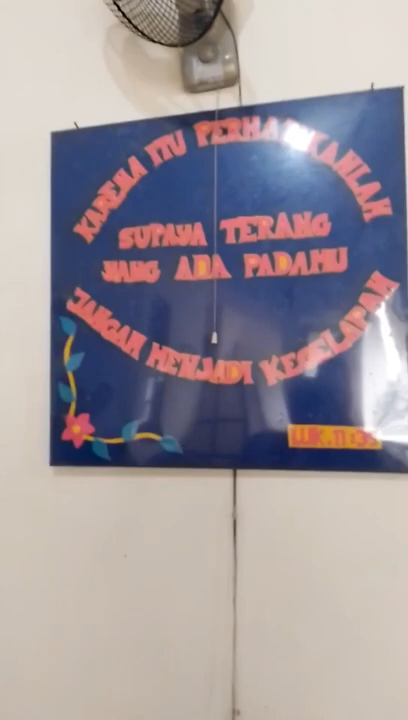 KARENA ITU PERHATIKANLAH
SUPAYA TERANG
YANG ADA PADAMU
JANGAN MENJADI KEGELAPAN
LUK.11:35